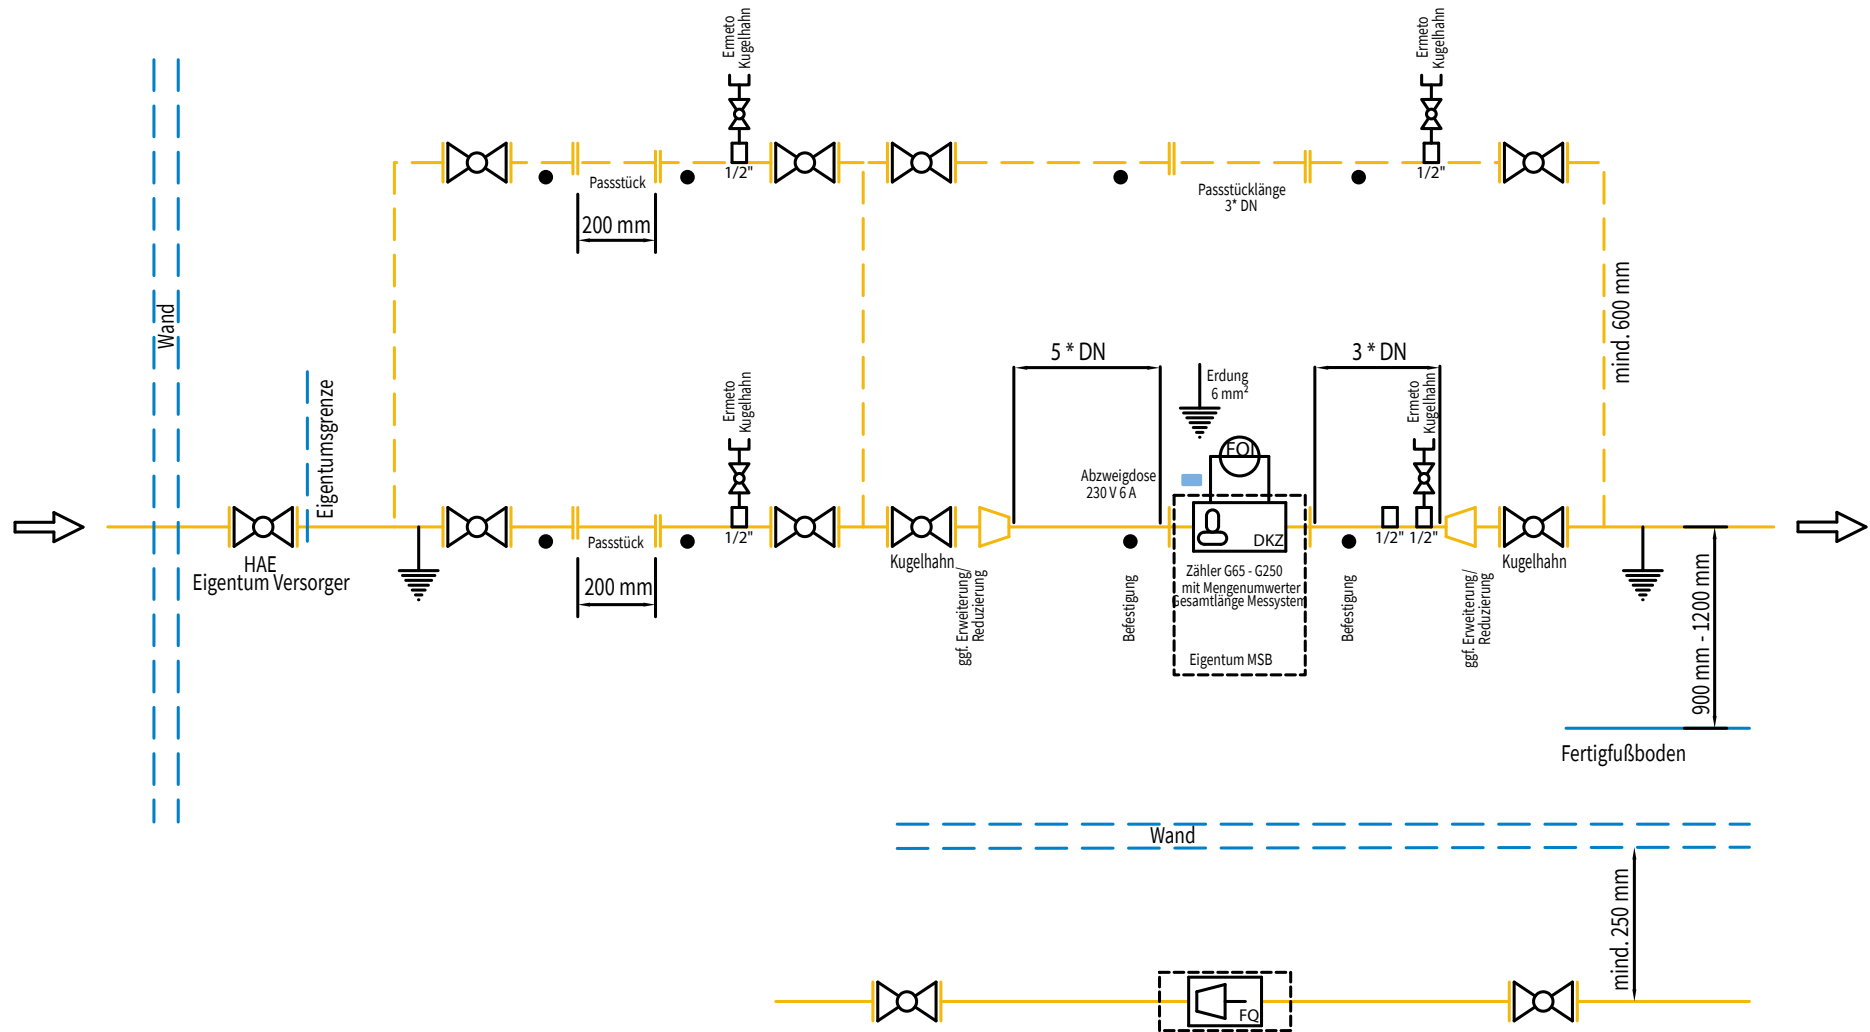 Ermeto
Kugelhahn
Ermeto
Kugelhahn
1/2"
1/2"
Passstück
200 mm
Passstücklänge
3* DN
Wand
Eigentumsgrenze
mind. 600 mm
5 * DN
3 * DN
Erdung
6 mm²
Ermeto
Kugelhahn
Ermeto
Kugelhahn
FQI
Abzweigdose
230 V 6 A
HAE
Eigentum Versorger
Passstück
200 mm
1/2"
Kugelhahn
ggf. Erweiterung/
Reduzierung
Befestigung
DKZ
Zähler G65 - G250
mit Mengenumwerter
Gesamtlänge Messystem
Eigentum MSB
Befestigung
1/2" 1/2"
ggf. Erweiterung/
Reduzierung
Kugelhahn
900 mm - 1200 mm
Fertigfußboden
Wand
mind. 250 mm
FQ